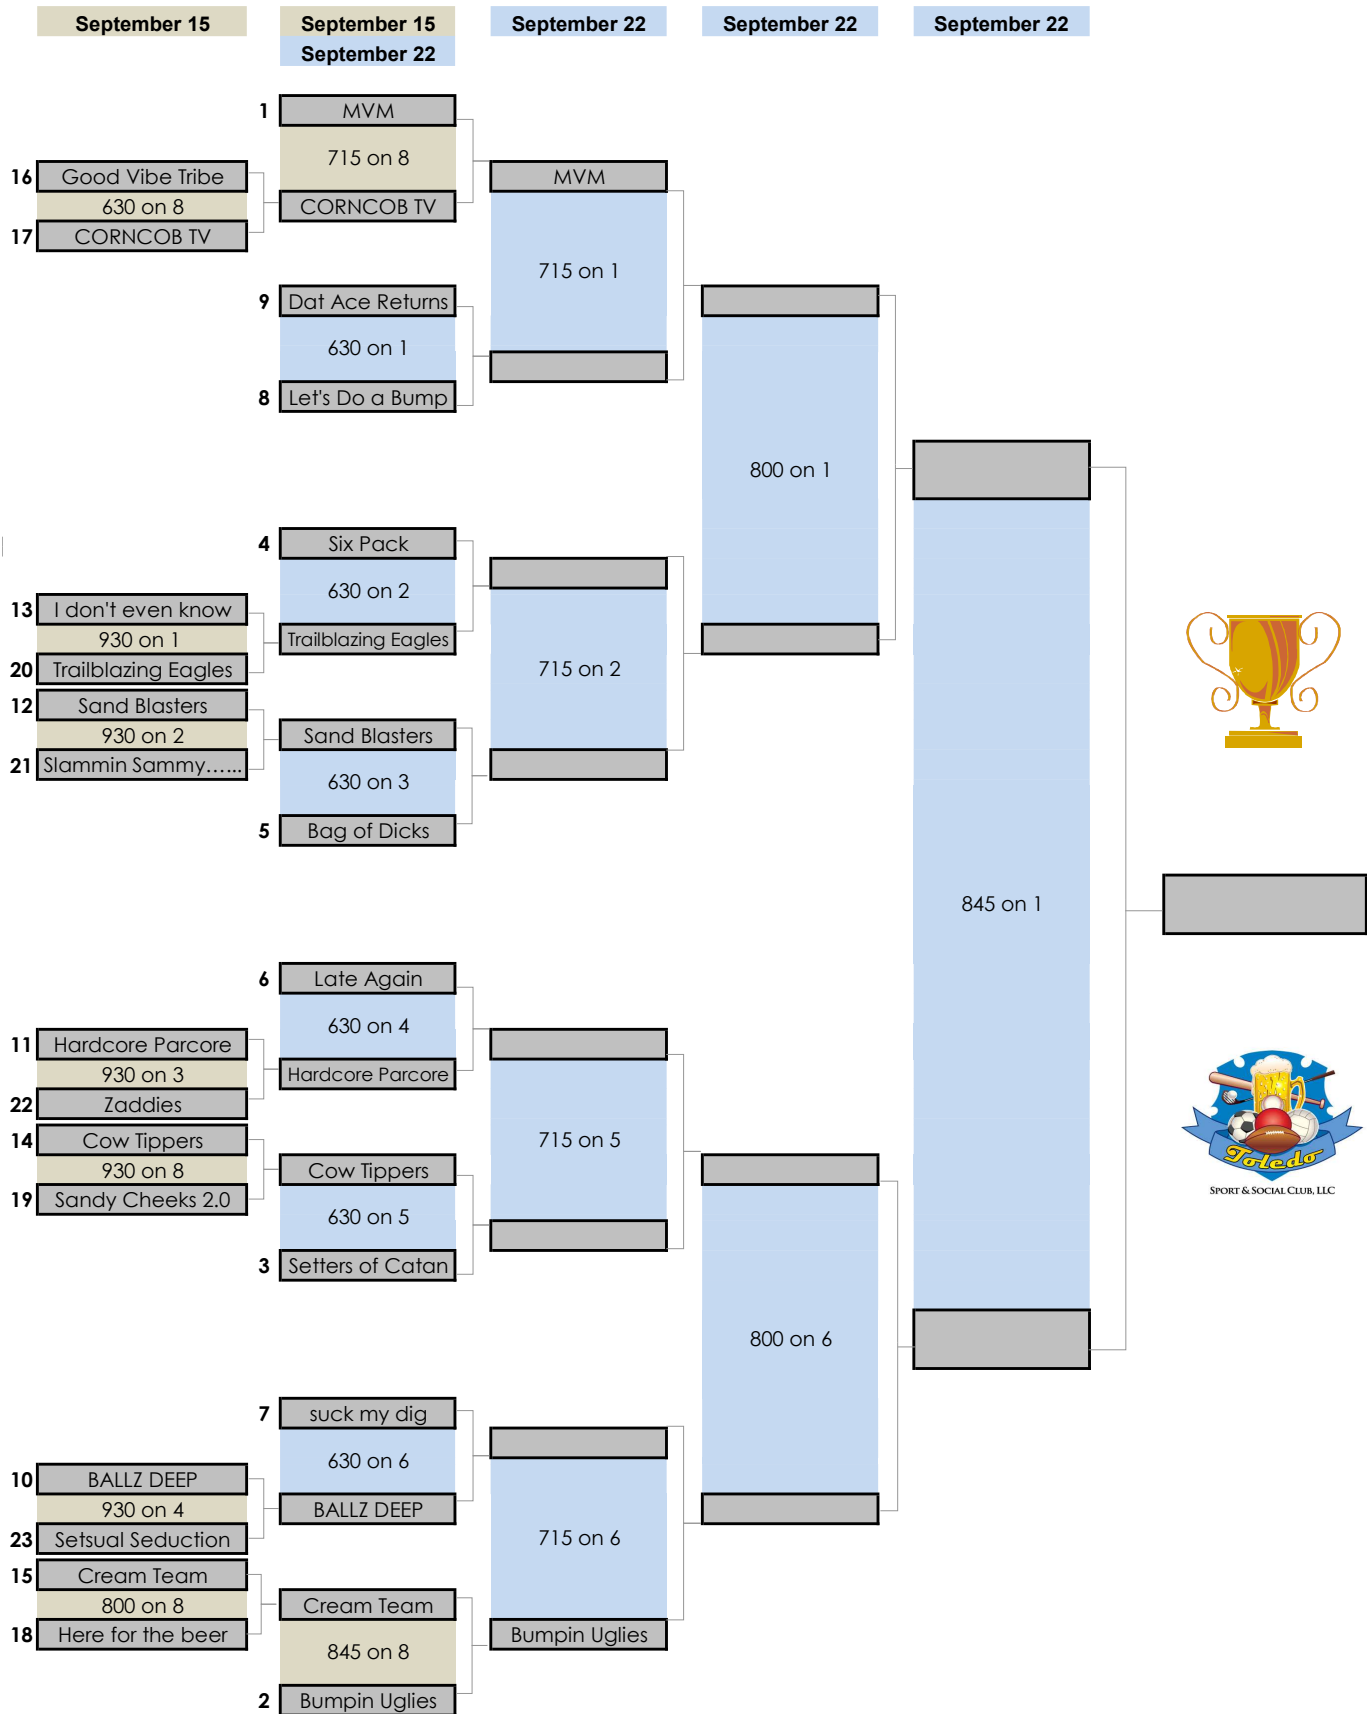 September 15
September 15
September 22
September 22
September 22
September 22
1 MVM
715 on 8
CORNCOB TV
16 Good Vibe Tribe
630 on 8
17 CORNCOB TV
MVM
715 on 1
9 Dat Ace Returns
630 on 1
8 Let's Do a Bump
800 on 1
4 Six Pack
630 on 2
Trailblazing Eagles
13 I don't even know
930 on 1
20 Trailblazing Eagles
715 on 2
12 Sand Blasters
930 on 2
21 Slammin Sammy…...
Sand Blasters
630 on 3
5 Bag of Dicks
845 on 1
6 Late Again
630 on 4
Hardcore Parcore
11 Hardcore Parcore
930 on 3
22 Zaddies
715 on 5
14 Cow Tippers
930 on 8
19 Sandy Cheeks 2.0
Cow Tippers
630 on 5
3 Setters of Catan
Toledo
SPORT & SOCIAL CLUB, LLC
800 on 6
7 suck my dig
630 on 6
BALLZ DEEP
10 BALLZ DEEP
930 on 4
23 Setsual Seduction
715 on 6
15 Cream Team
800 on 8
18 Here for the beer
Cream Team
845 on 8
2 Bumpin Uglies
Bumpin Uglies